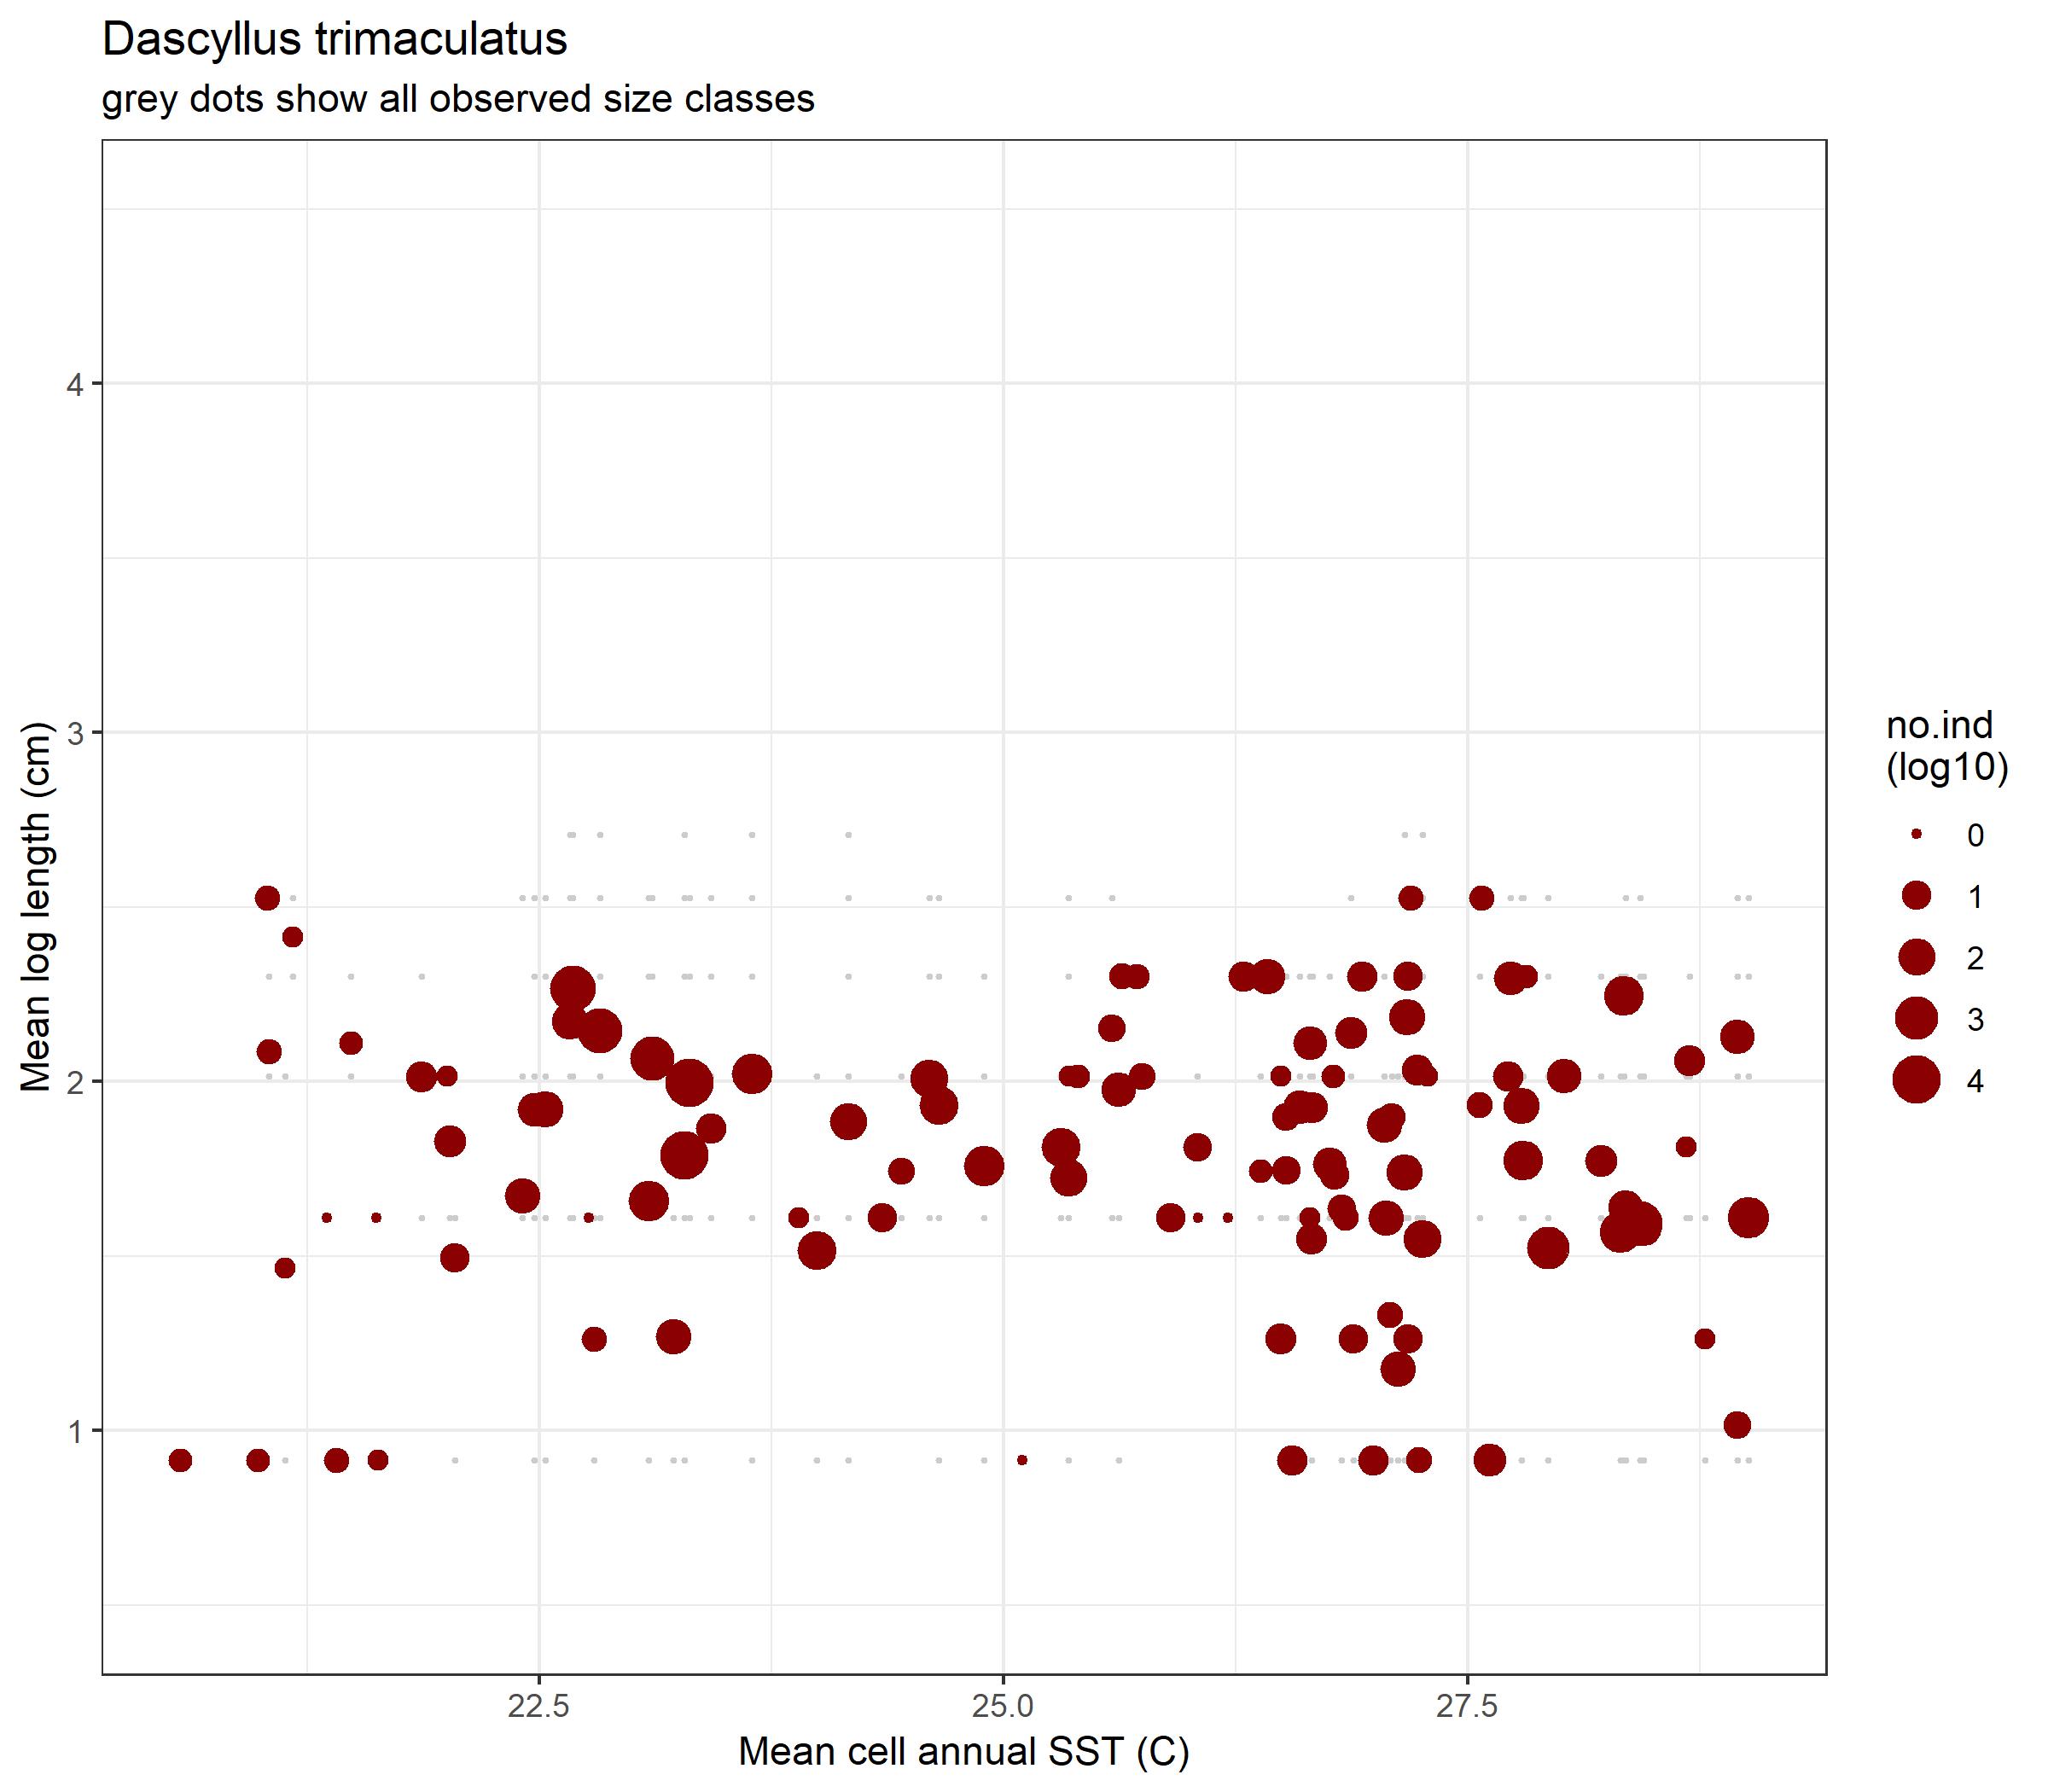 Dascyllus trimaculatus
grey dots show all observed size classes
Mean log length (cm)
4
3
2
1
22.5
25.0
27.5
Mean cell annual SST (C)
no.ind
(log10)
0
1
2
3
4